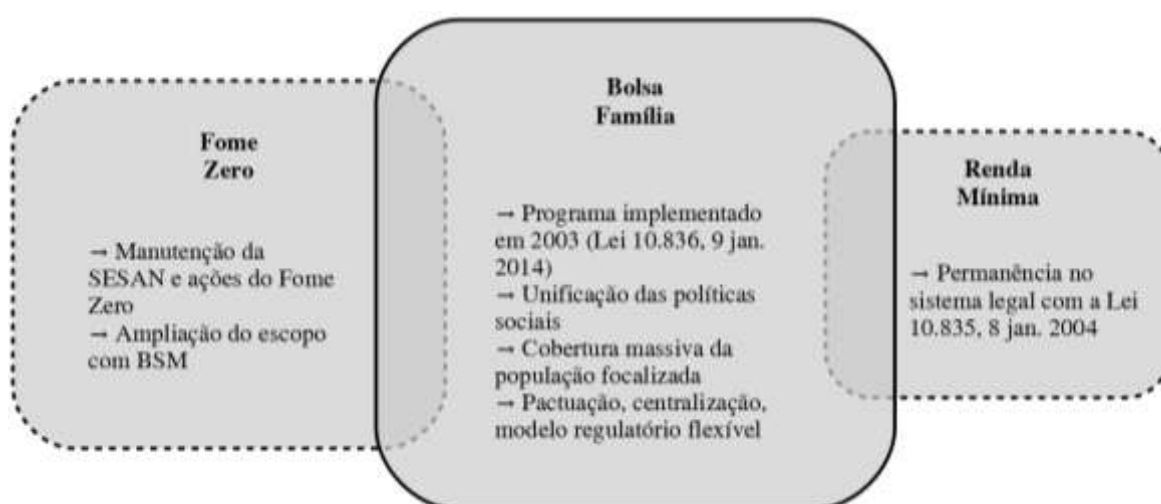 Fome
Zero
→ Manutenção da
SESAN e ações do Fome
Zero
→ Ampliação do escopo
com BSM
Bolsa
Família
→ Programa implementado
em 2003 (Lei 10.836, 9 jan.
2014)
→ Unificação das políticas
sociais
→ Cobertura massiva da
população focalizada
→ Pactuação, centralização,
modelo regulatório flexível
Renda
Mínima
→ Permanência no
sistema legal com a Lei
10.835, 8 jan. 2004